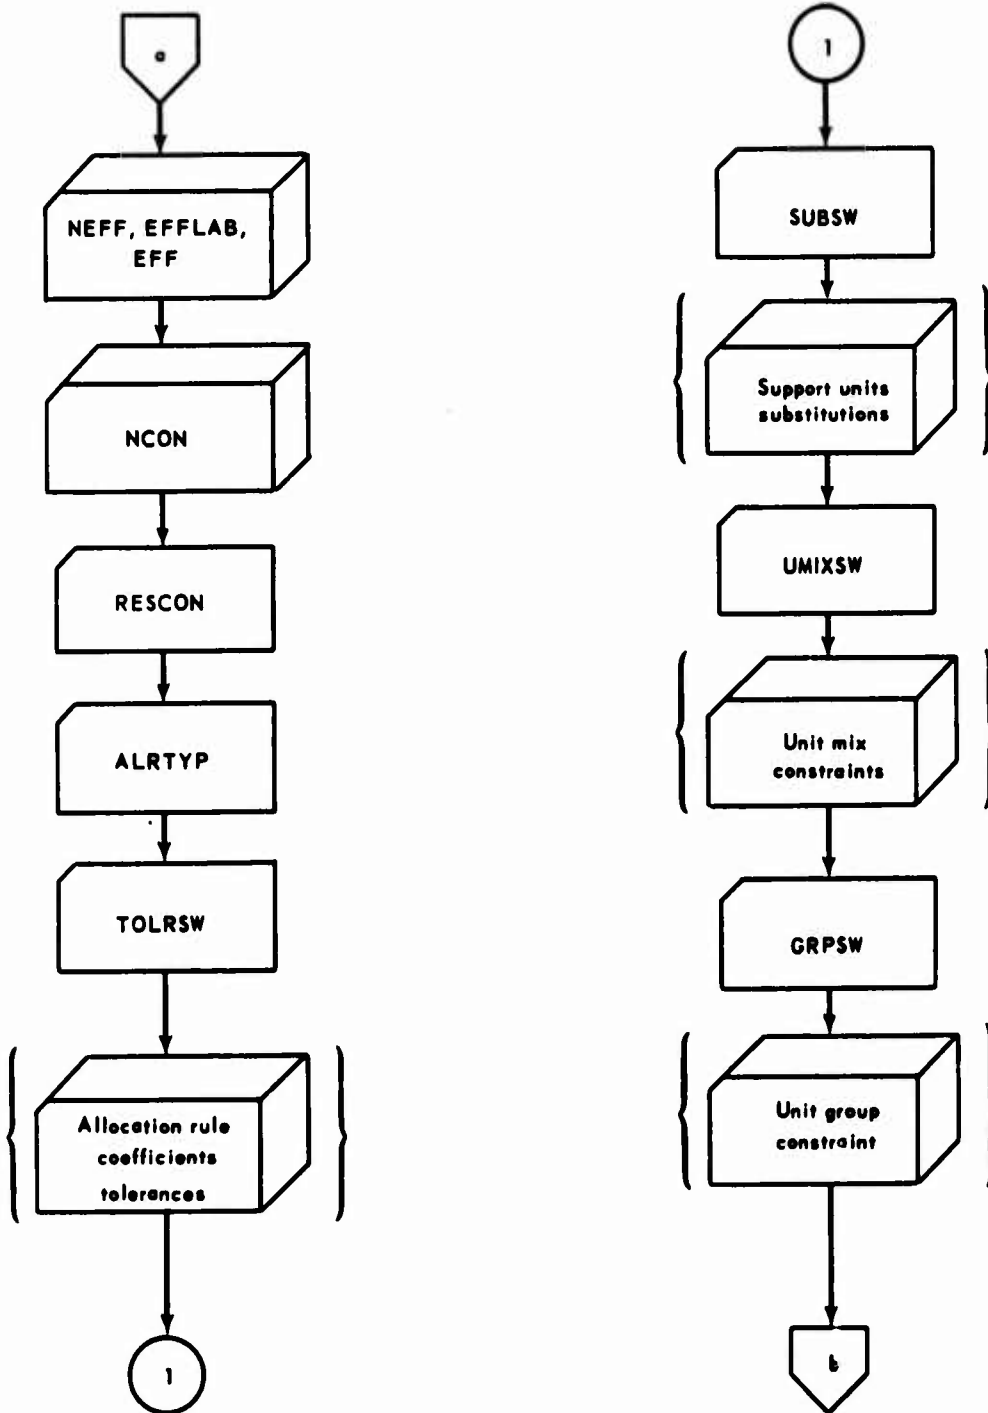 a
NEFF, EFFLAB,
EFF
NCON
RESCON
ALRTYP
TOLRSW
Allocation rule
coefficients
tolerances
1
1
SUBSW
Support units
substitutions
UMIXSW
Unit mix
constraints
GRPSW
Unit group
constraint
b